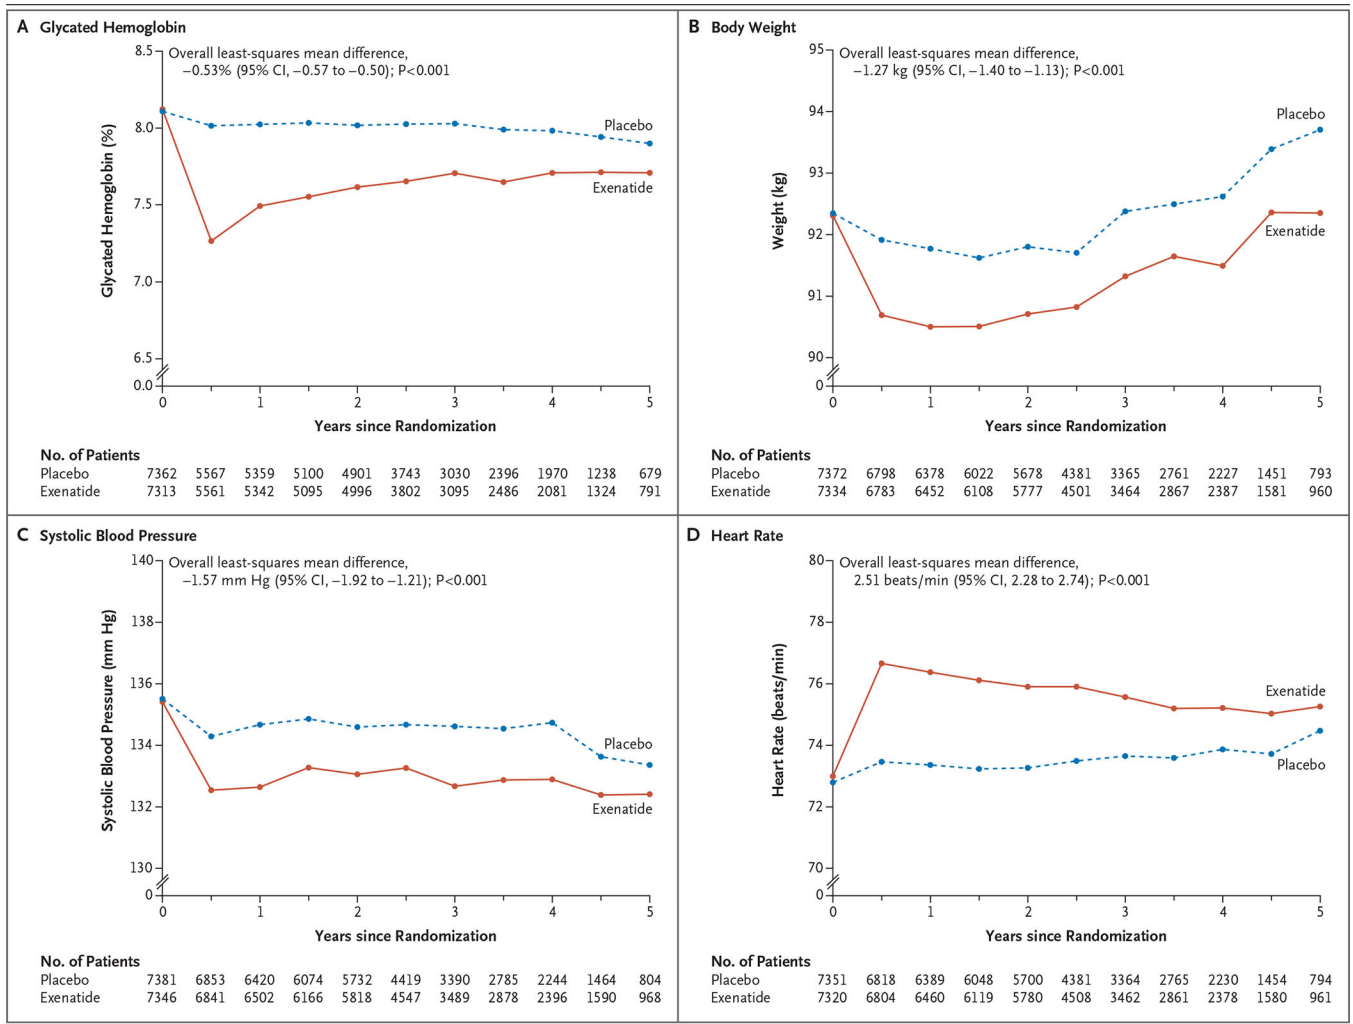 A Glycated Hemoglobin
Overall least-squares mean difference,
−0.53% (95% CI, −0.57 to −0.50); P<0.001
Glycated Hemoglobin (%)
8.5
8.0
7.5
7.0
6.5
0.0
Placebo
Exenatide
0 1 2 3 4 5
Years since Randomization
No. of Patients
Placebo 7362 5567 5359 5100 4901 3743 3030 2396 1970 1238 679
Exenatide 7313 5561 5342 5095 4996 3802 3095 2486 2081 1324 791
B Body Weight
Overall least-squares mean difference,
−1.27 kg (95% CI, −1.40 to −1.13); P<0.001
Weight (kg)
95
94
93
92
91
90
0
Placebo
Exenatide
0 1 2 3 4 5
Years since Randomization
No. of Patients
Placebo 7372 6798 6378 6022 5678 4381 3365 2761 2227 1451 793
Exenatide 7334 6783 6452 6108 5777 4501 3464 2867 2387 1581 960
C Systolic Blood Pressure
Overall least-squares mean difference,
−1.57 mm Hg (95% CI, −1.92 to −1.21); P<0.001
Systolic Blood Pressure (mm Hg)
140
138
136
134
132
130
0
Placebo
Exenatide
0 1 2 3 4 5
Years since Randomization
No. of Patients
Placebo 7381 6853 6420 6074 5732 4419 3390 2785 2244 1464 804
Exenatide 7346 6841 6502 6166 5818 4547 3489 2878 2396 1590 968
D Heart Rate
Overall least-squares mean difference,
2.51 beats/min (95% CI, 2.28 to 2.74); P<0.001
Heart Rate (beats/min)
80
78
76
74
72
70
0
Exenatide
Placebo
0 1 2 3 4 5
Years since Randomization
No. of Patients
Placebo 7351 6818 6389 6048 5700 4381 3364 2765 2230 1454 794
Exenatide 7320 6804 6460 6119 5780 4508 3462 2861 2378 1580 961